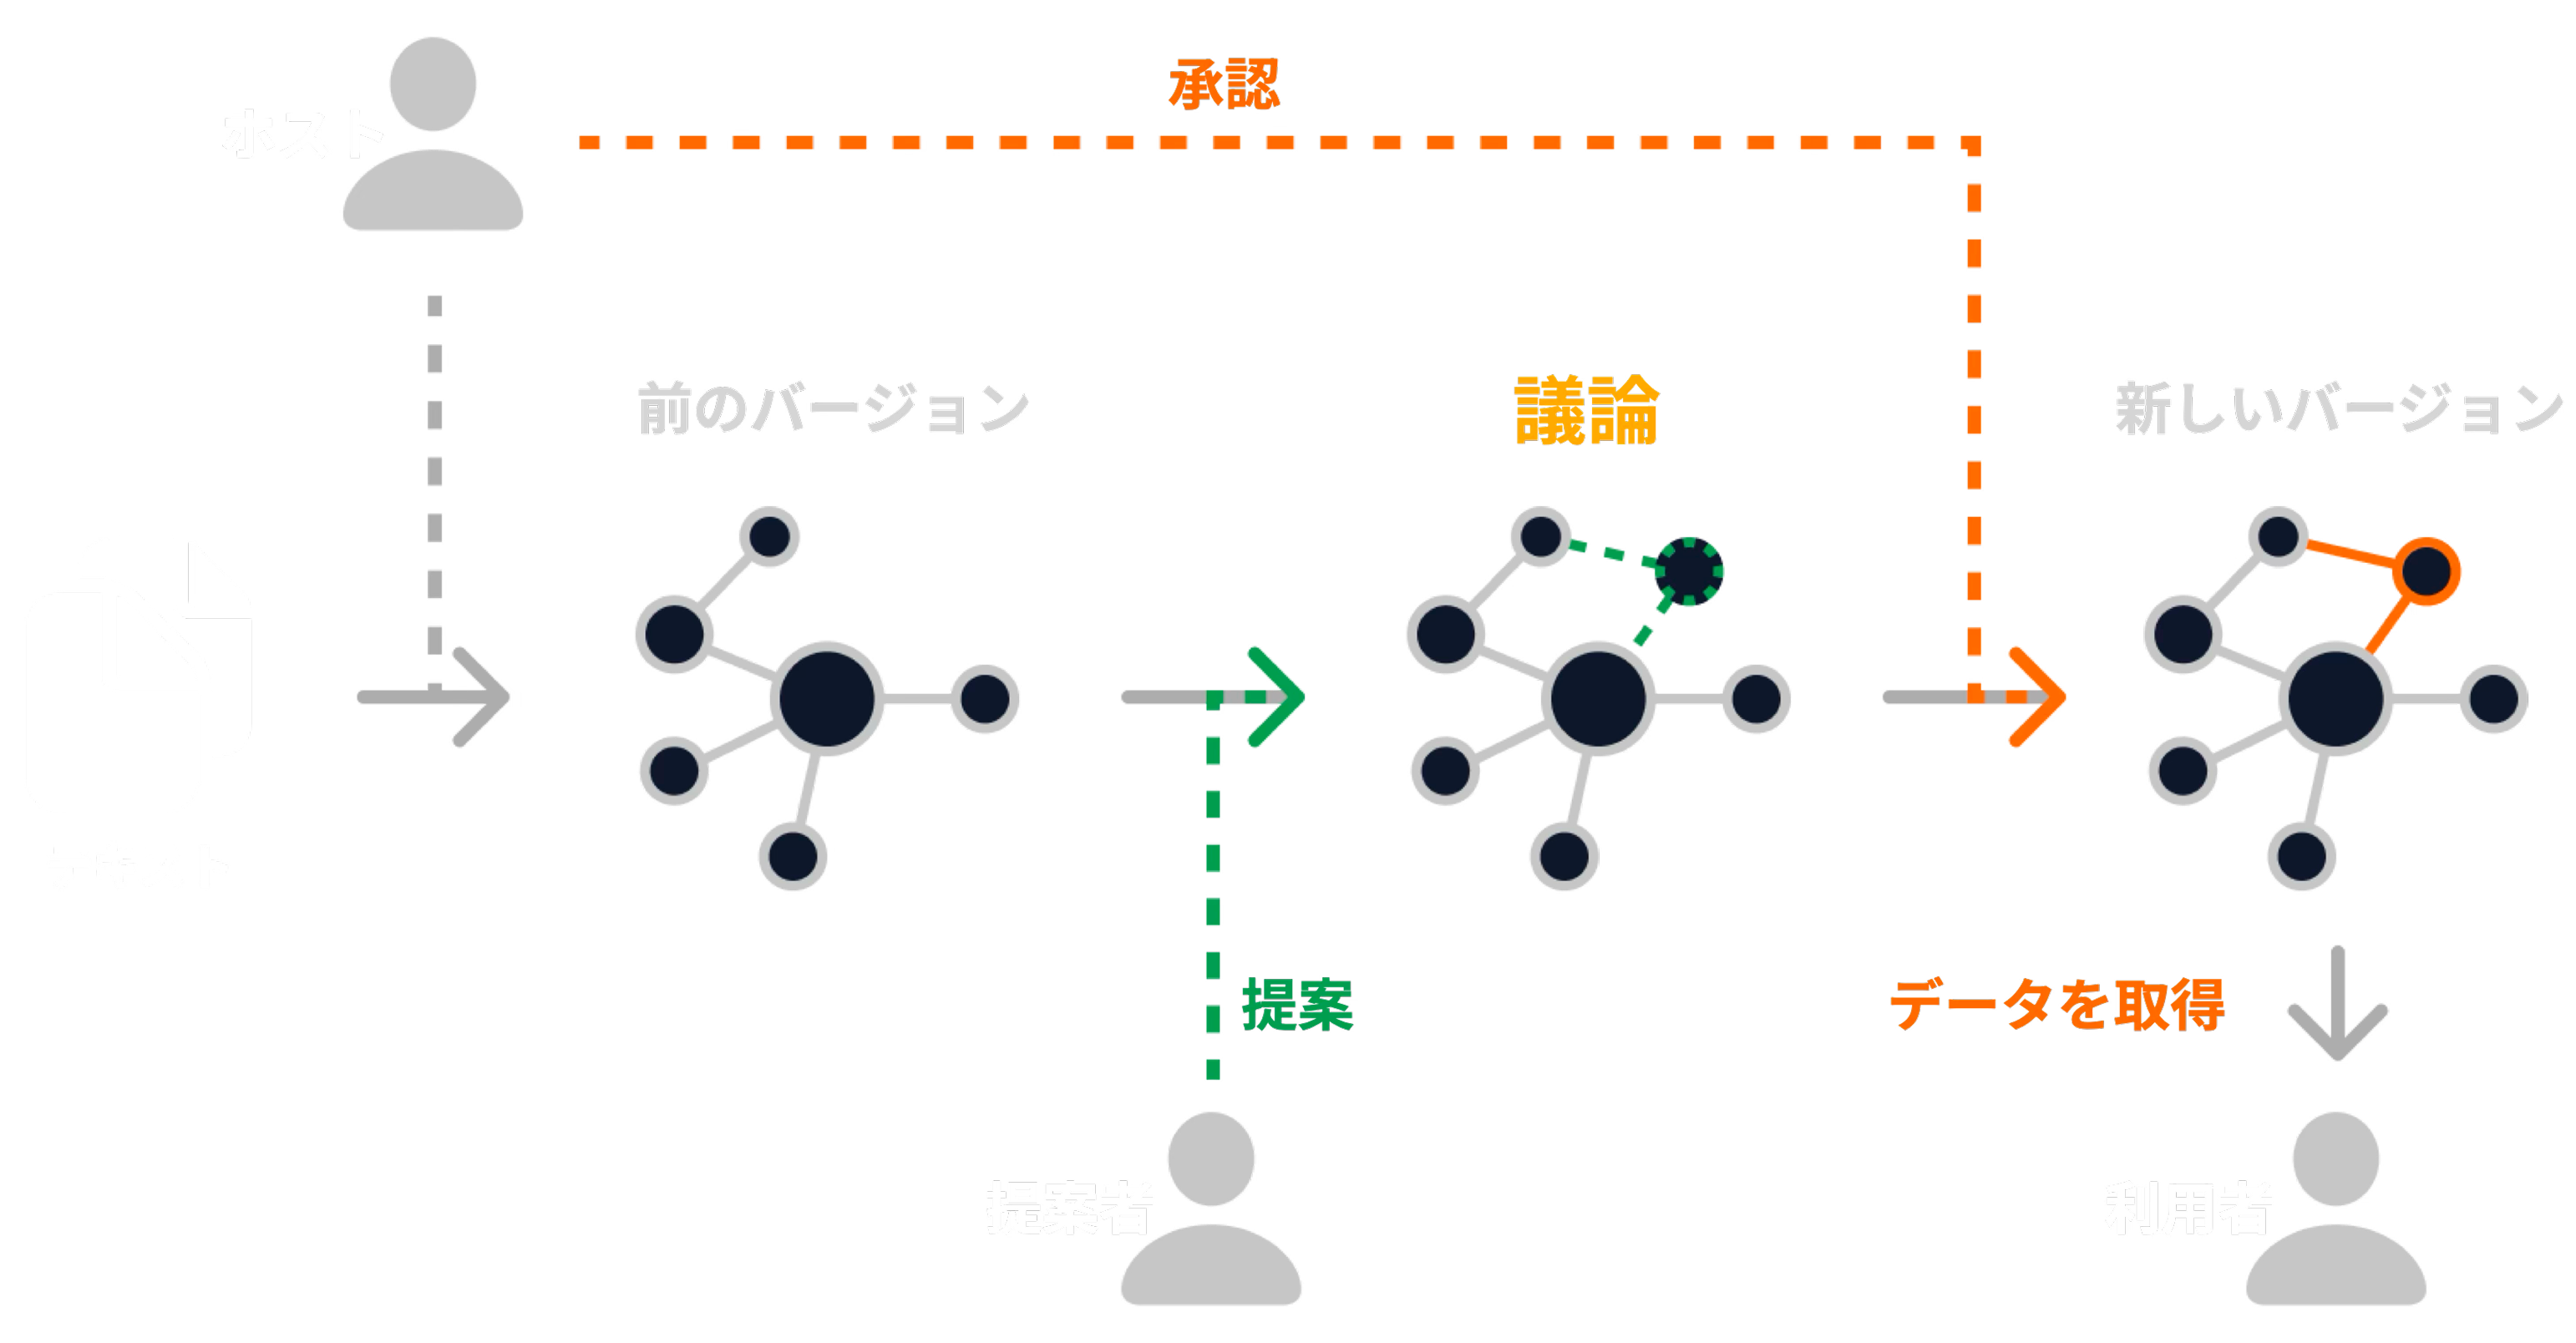 承認
ホスト
前のバージョン
議論
新しいバージョン
提案
データを取得
提案者
利用者